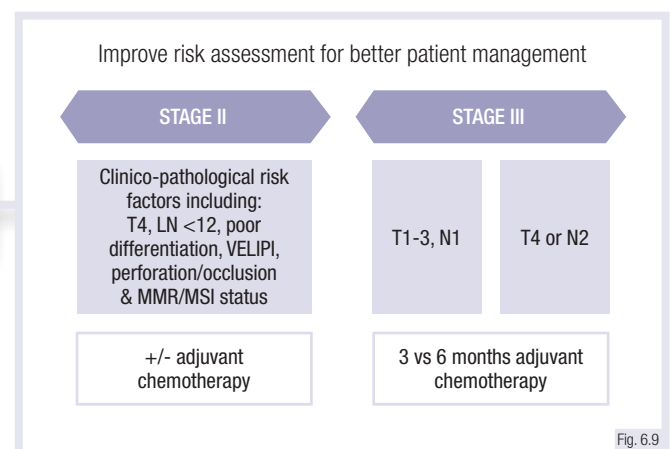 Improve risk assessment for better patient management
STAGE II
STAGE III
Clinico-pathological risk
factors including:
T4, LN <12, poor
differentiation, VELIPI,
perforation/occlusion
& MMR/MSI status
T1-3, N1
T4 or N2
+/- adjuvant
chemotherapy
3 vs 6 months adjuvant
chemotherapy
Fig. 6.9